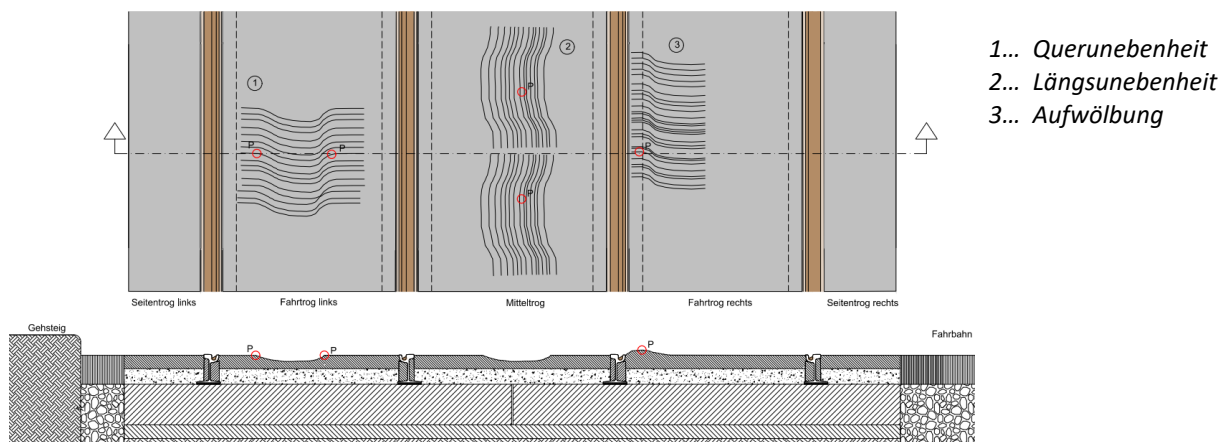 1
2
3
P
P
P
P
P
1... Querunebenheit
2... Längsunebenheit
3... Aufwölbung
Seitentrog links
Fahrtrog links
Mitteltrog
Fahrtrog rechts
Seitentrog rechts
Gehsteig
Fahrbahn
P
P
P